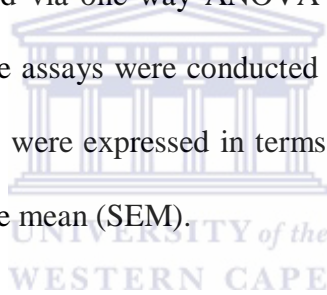 d via one way ANOVA
e assays were conducted
were expressed in terms
e mean (SEM).
UNIVERSITY of the
WESTERN CAPE